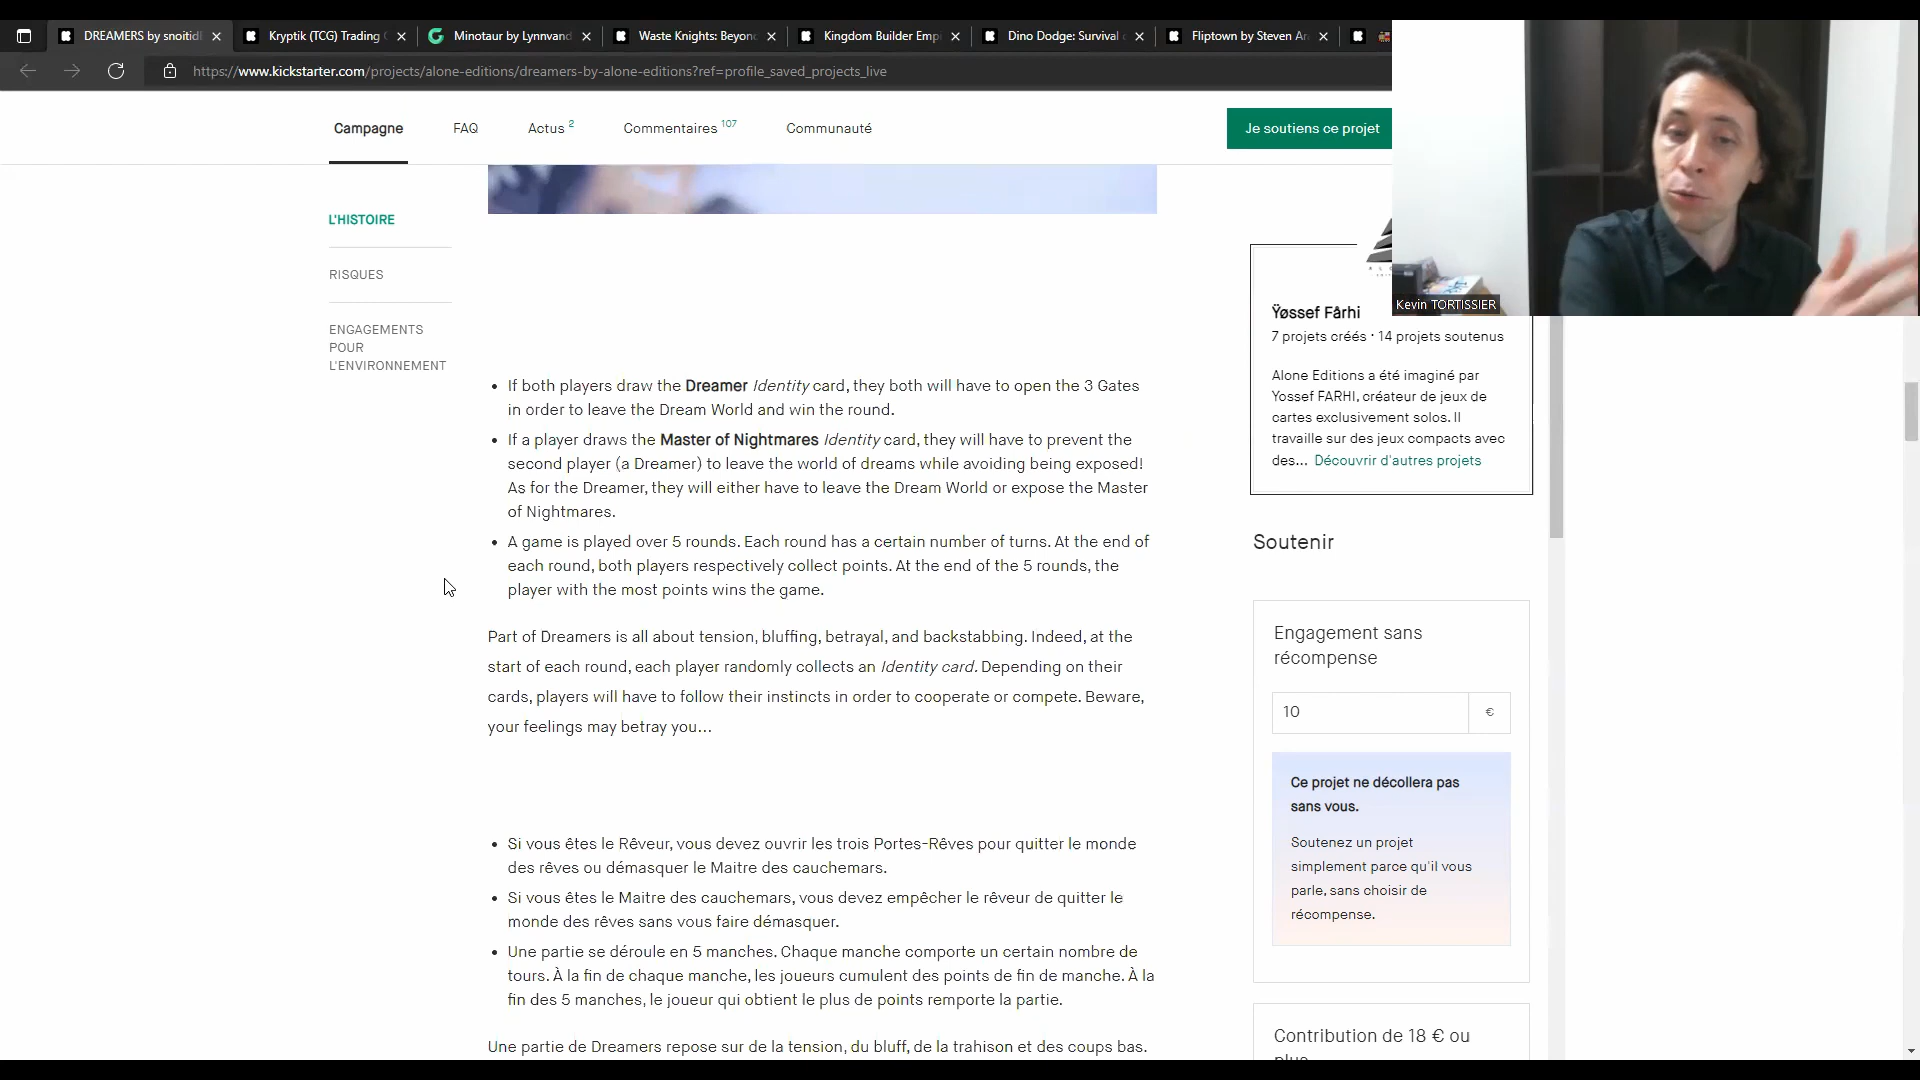 DREAMERS by snoitidE
Kryptik (TCG) Trading
Minotaur by Lynnvand
Waste Knights: Beyon
Kingdom Builder Emp
Dino Dodge: Survival
Fliptown by Steven Ar
https://www.kickstarter.com/projects/alone-editions/dreamers-by-alone-editions?ref=profile_saved_projects_live
Campagne
FAQ
Actus 2
Commentaires 107
Communauté
Je soutiens ce projet
Kevin TORTISSIER
L'HISTOIRE
RISQUES
ENGAGEMENTS
POUR
L'ENVIRONNEMENT
• If both players draw the Dreamer Identity card, they both will have to open the 3 Gates
in order to leave the Dream World and win the round.
• If a player draws the Master of Nightmares Identity card, they will have to prevent the
second player (a Dreamer) to leave the world of dreams while avoiding being exposed!
As for the Dreamer, they will either have to leave the Dream World or expose the Master
of Nightmares.
• A game is played over 5 rounds. Each round has a certain number of turns. At the end of
each round, both players respectively collect points. At the end of the 5 rounds, the
player with the most points wins the game.
Part of Dreamers is all about tension, bluffing, betrayal, and backstabbing. Indeed, at the
start of each round, each player randomly collects an Identity card. Depending on their
cards, players will have to follow their instincts in order to cooperate or compete. Beware,
your feelings may betray you...
• Si vous êtes le Rêveur, vous devez ouvrir les trois Portes-Rêves pour quitter le monde
des rêves ou démasquer le Maitre des cauchemars.
• Si vous êtes le Maitre des cauchemars, vous devez empêcher le rêveur de quitter le
monde des rêves sans vous faire démasquer.
• Une partie se déroule en 5 manches. Chaque manche comporte un certain nombre de
tours. À la fin de chaque manche, les joueurs cumulent des points de fin de manche. À la
fin des 5 manches, le joueur qui obtient le plus de points remporte la partie.
Une partie de Dreamers repose sur de la tension, du bluff, de la trahison et des coups bas.
Ÿøssef Fårhi
7 projets créés · 14 projets soutenus
Alone Editions a été imaginé par
Yossef FARHI, créateur de jeux de
cartes exclusivement solos. Il
travaille sur des jeux compacts avec
des... Découvrir d'autres projets
Soutenir
Engagement sans
récompense
10 €
Ce projet ne décollera pas
sans vous.
Soutenez un projet
simplement parce qu'il vous
parle, sans choisir de
récompense.
Contribution de 18 € ou
plus